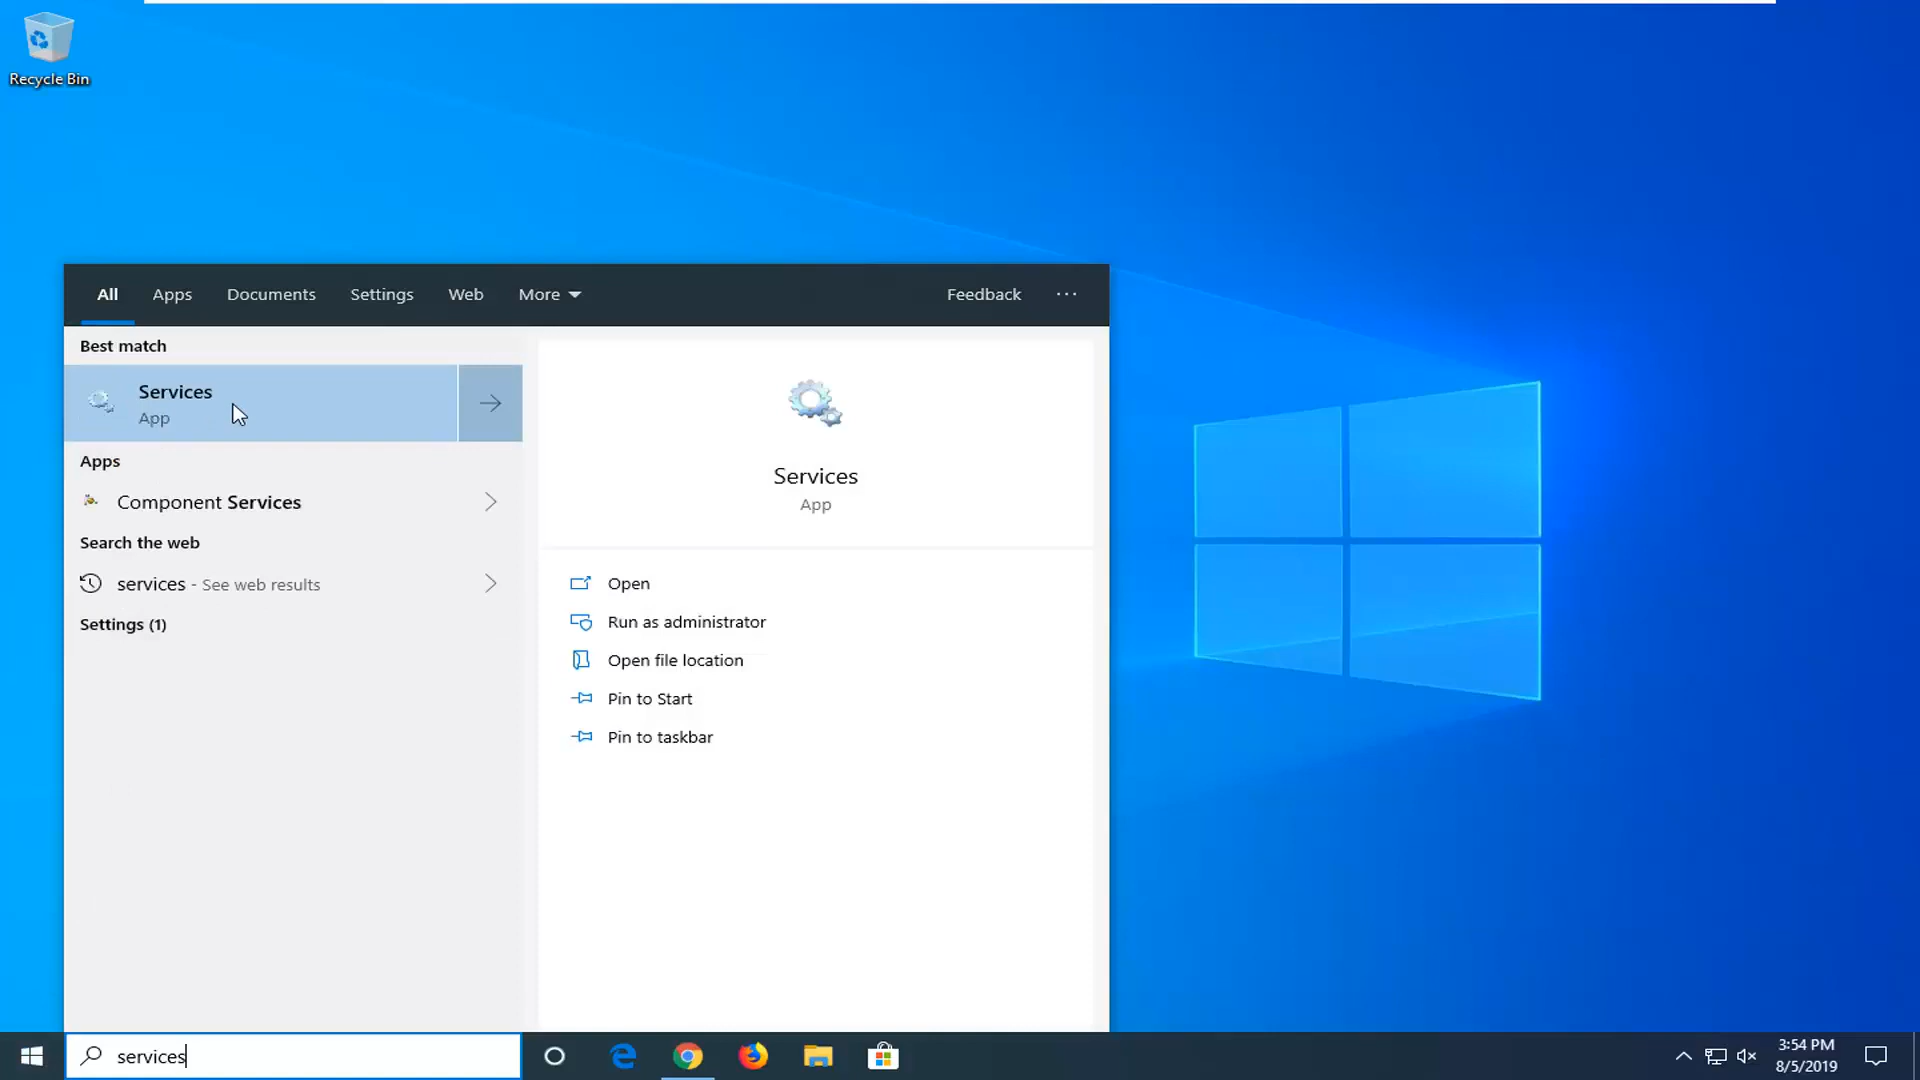 Recycle Bin
All Apps Documents Settings Web More Feedback ...
Best match
Services
App
Apps
Component Services
Search the web
services - See web results
Settings (1)
Services
App
Open
Run as administrator
Open file location
Pin to Start
Pin to taskbar
services
3:54 PM
8/5/2019